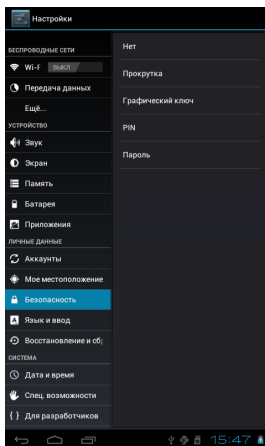 Настройки
БЕСПРОВОДНЫЕ СЕТИ
Wi-F ВЫКЛ
Передача данных
Ещё...
УСТРОЙСТВО
Звук
Экран
Память
Батарея
Приложения
ЛИЧНЫЕ ДАННЫЕ
Аккаунты
Мое местоположение
Безопасность
Язык и ввод
Восстановление и сб
СИСТЕМА
Дата и время
Спец. возможности
Для разработчиков
Нет
Прокрутка
Графический ключ
PIN
Пароль
15:47